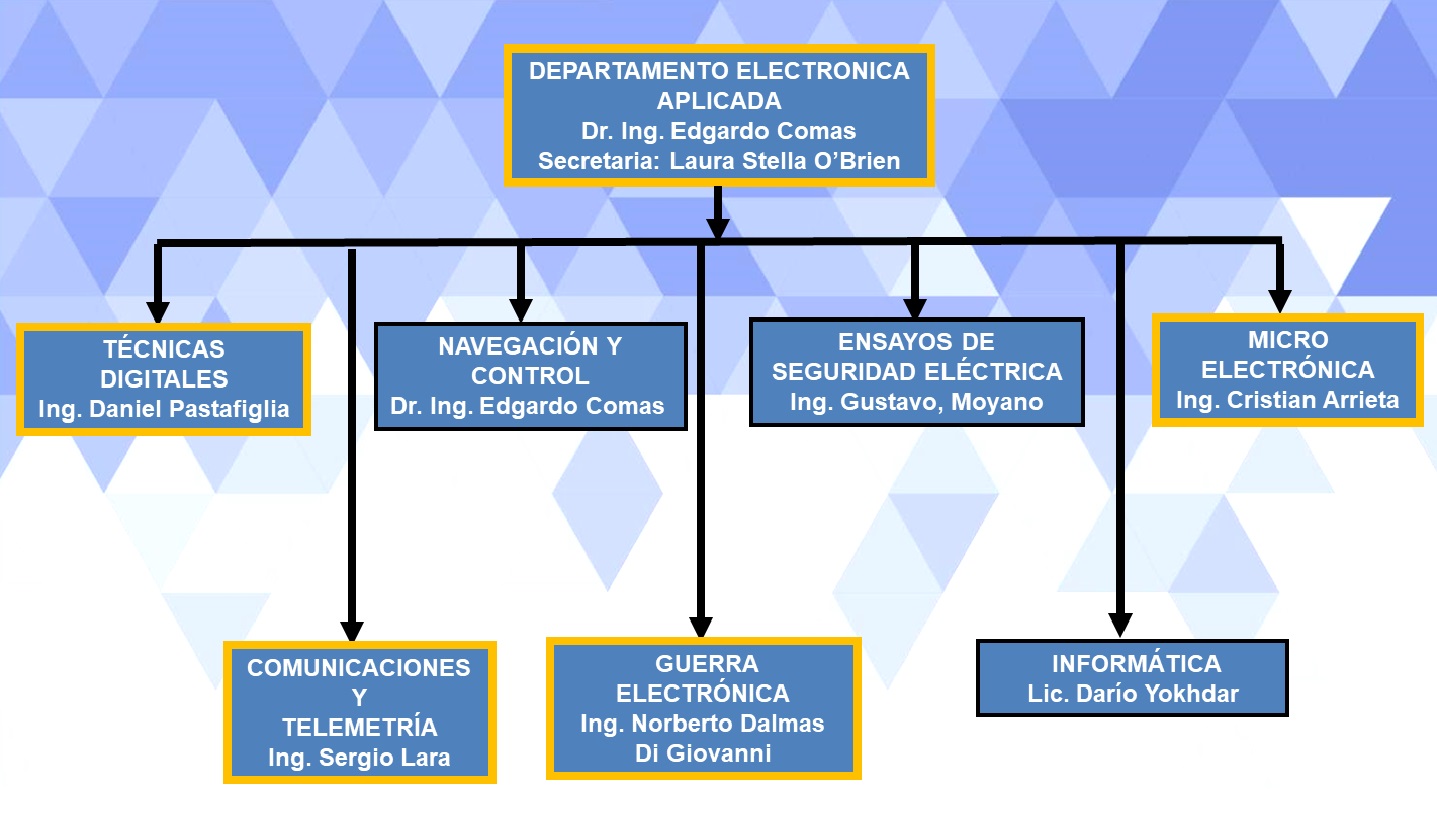 DEPARTAMENTO ELECTRONICA
APLICADA
Dr. Ing. Edgardo Comas
Secretaria: Laura Stella O’Brien
TÉCNICAS
DIGITALES
Ing. Daniel Pastafiglia
NAVEGACIÓN Y
CONTROL
Dr. Ing. Edgardo Comas
ENSAYOS DE
SEGURIDAD ELÉCTRICA
Ing. Gustavo, Moyano
MICRO
ELECTRÓNICA
Ing. Cristian Arrieta
COMUNICACIONES
Y
TELEMETRÍA
Ing. Sergio Lara
GUERRA
ELECTRÓNICA
Ing. Norberto Dalmas
Di Giovanni
INFORMÁTICA
Lic. Darío Yokhdar